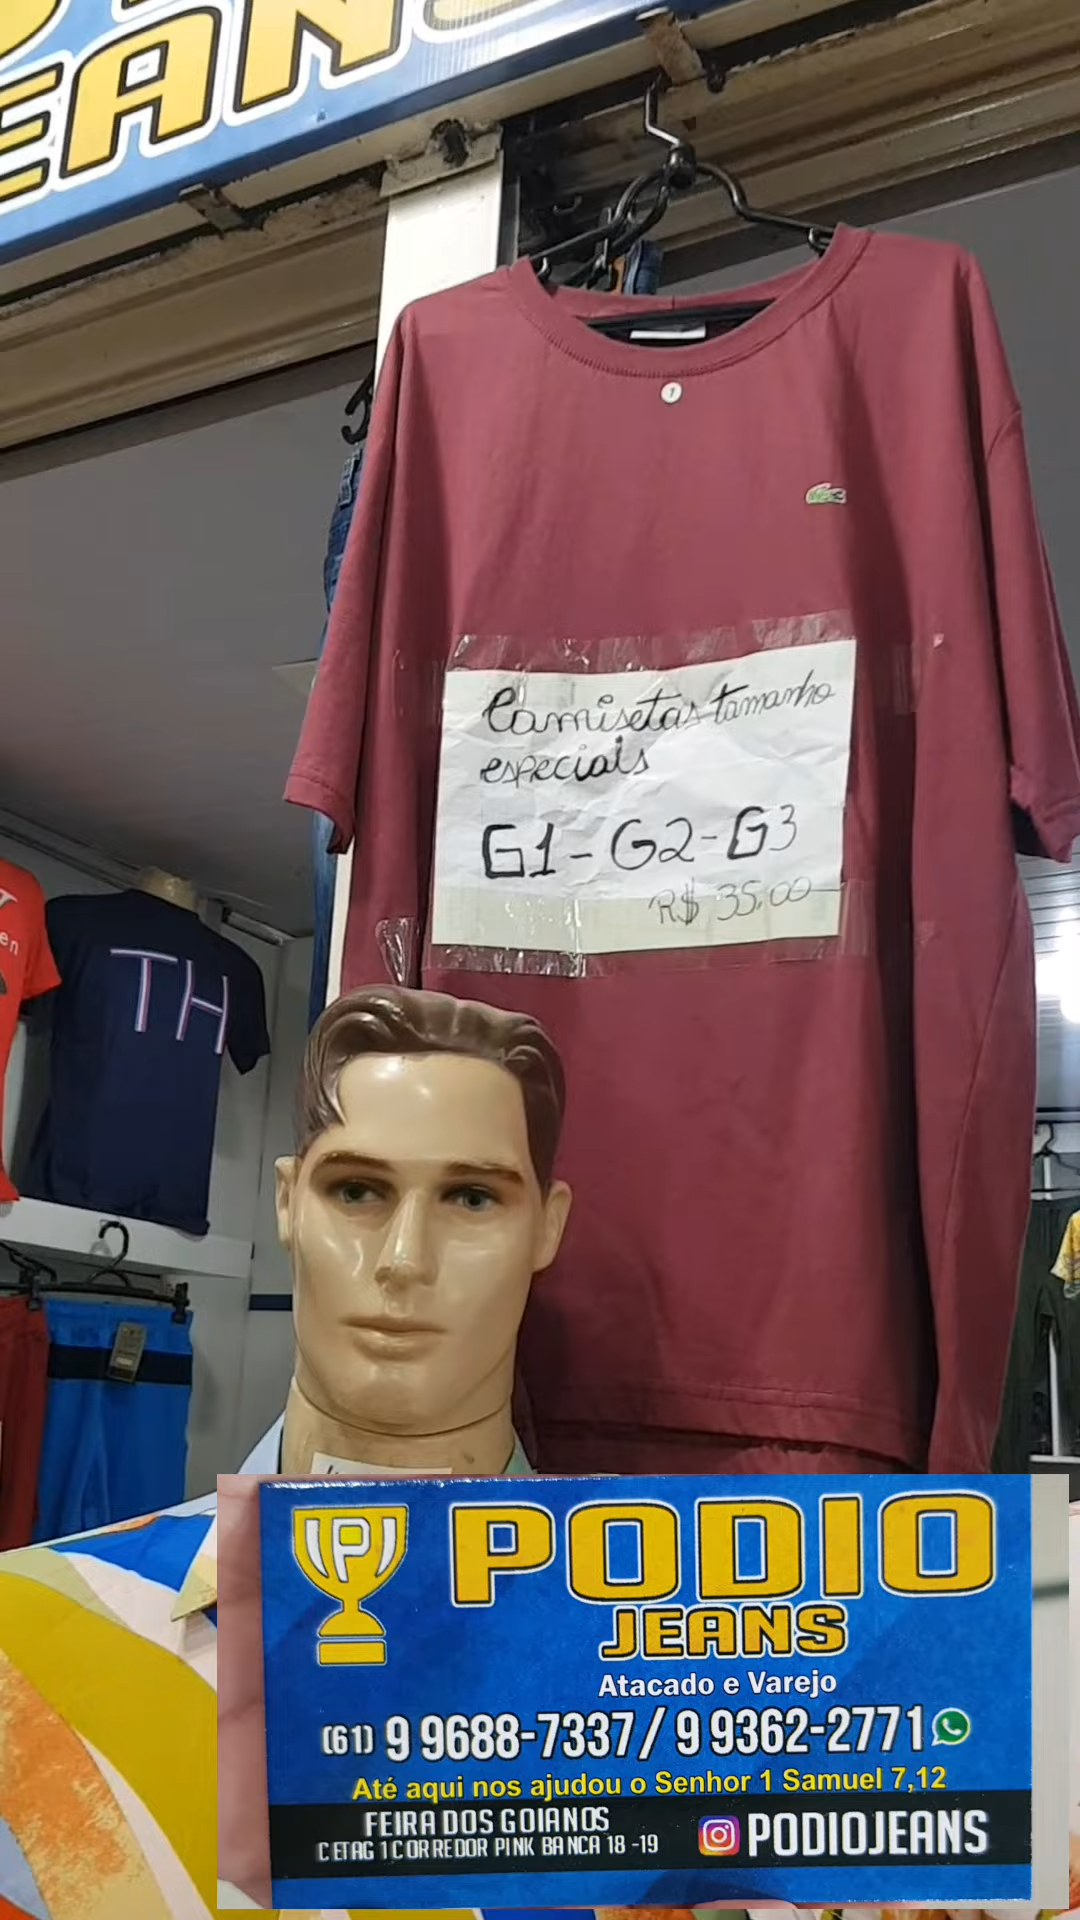 JEANS
Camisetas tamanho
especiais
G1-G2-G3
R$ 35,00
TH
en
PODIO
JEANS
Atacado e Varejo
(61) 9 9688-7337/ 9 9362-2771
Até aqui nos ajudou o Senhor 1 Samuel 7,12
FEIRA DOS GOIANOS
CETAG 1 CORREDOR PINK BANCA 18 -19
PODIOJEANS